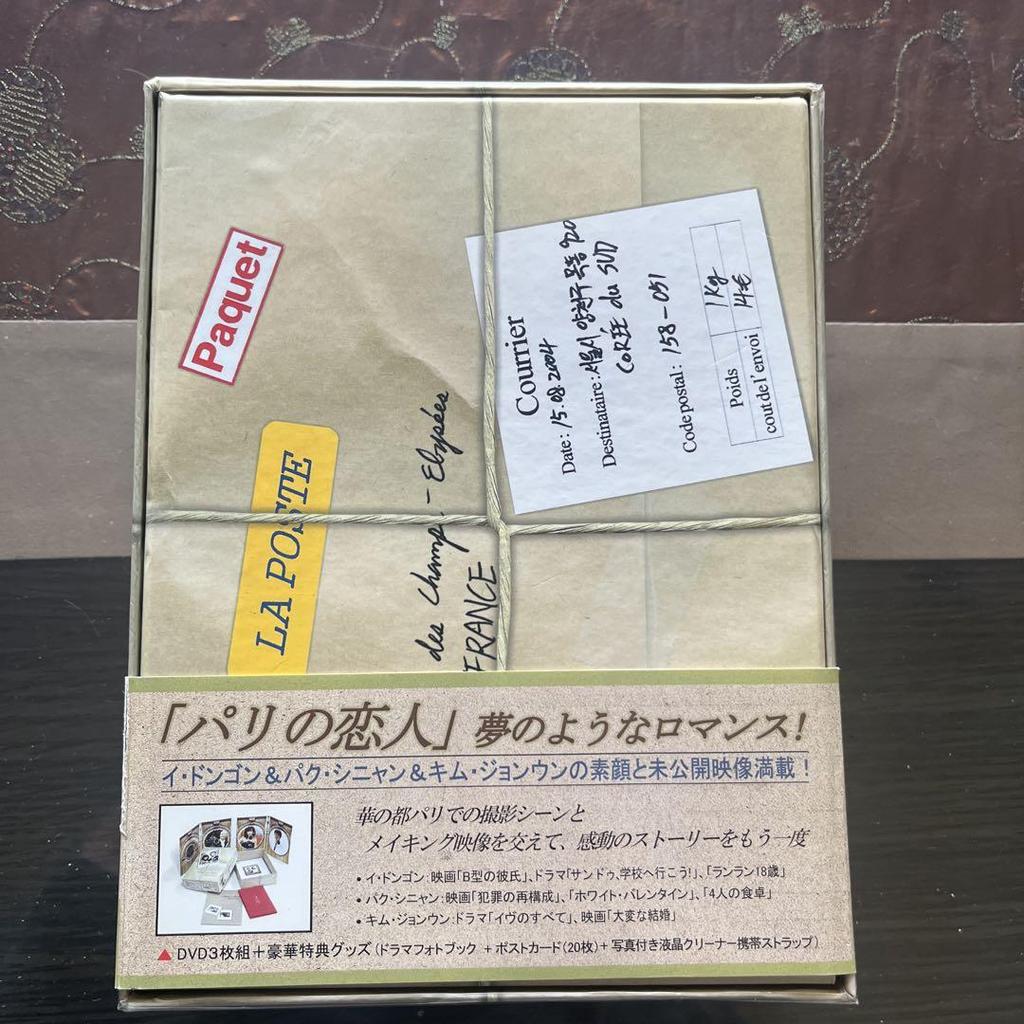 Paquet
LA POSTE
des Champs-Elysées
FRANCE
Courrier
Date: 15.08.2004
Destinataire: 서울시 양천구 목동 920
CORÉE du SUD
Code postal: 158-051
Poids 1kg
cout de l'envoi 14€
「パリの恋人」夢のようなロマンス!
イ・ドンゴン&パク・シニャン&キム・ジョンウンの素顔と未公開映像満載!
華の都パリでの撮影シーンと
メイキング映像を交えて、感動のストーリーをもう一度
・イ・ドンゴン:映画「B型の彼氏」、ドラマ「サンドゥ、学校へ行こう!」、「ランラン18歳」
・パク・シニャン:映画「犯罪の再構成」、「ホワイト・バレンタイン」、「4人の食卓」
・キム・ジョンウン:ドラマ「イヴのすべて」、映画「大変な結婚」
▲DVD3枚組+豪華特典グッズ(ドラマフォトブック+ポストカード(20枚)+写真付き液晶クリーナー携帯ストラップ)